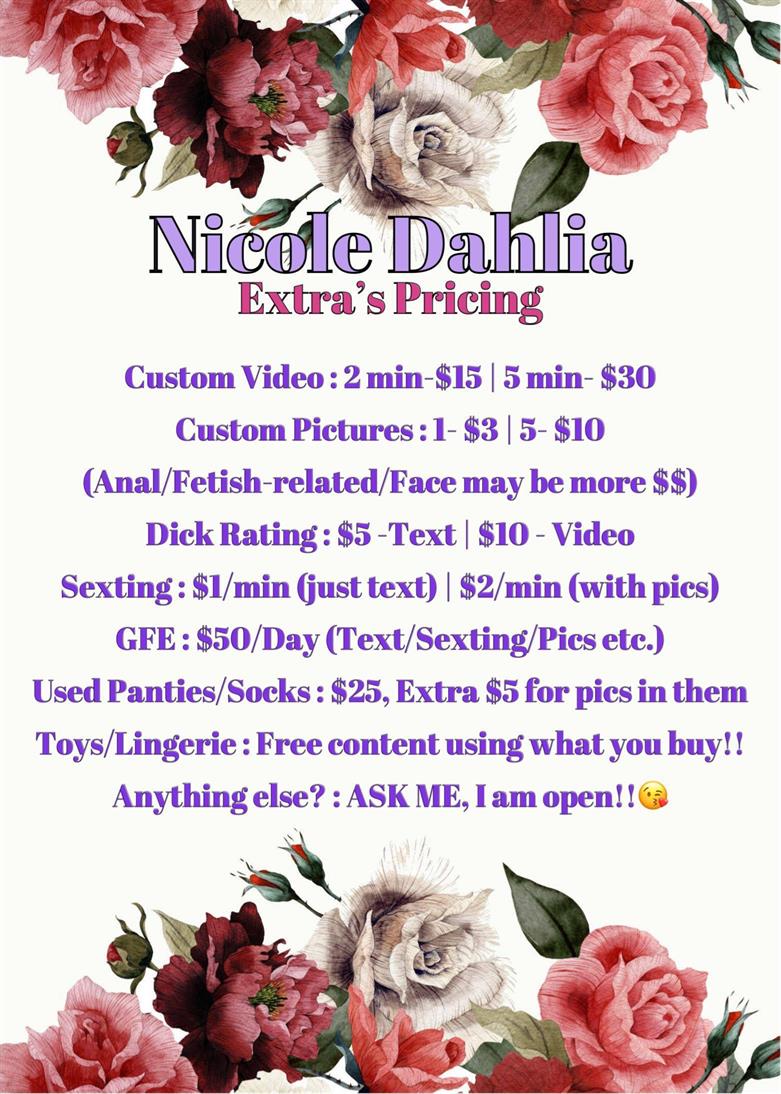 Nicole Dahlia
Extra's Pricing
Custom Video : 2 min-$15 | 5 min- $30
Custom Pictures : 1- $3 | 5- $10
(Anal/Fetish-related/Face may be more $$)
Dick Rating : $5 -Text | $10 - Video
Sexting : $1/min (just text) | $2/min (with pics)
GFE : $50/Day (Text/Sexting/Pics etc.)
Used Panties/Socks : $25, Extra $5 for pics in them
Toys/Lingerie : Free content using what you buy!!
Anything else? : ASK ME, I am open!!😘